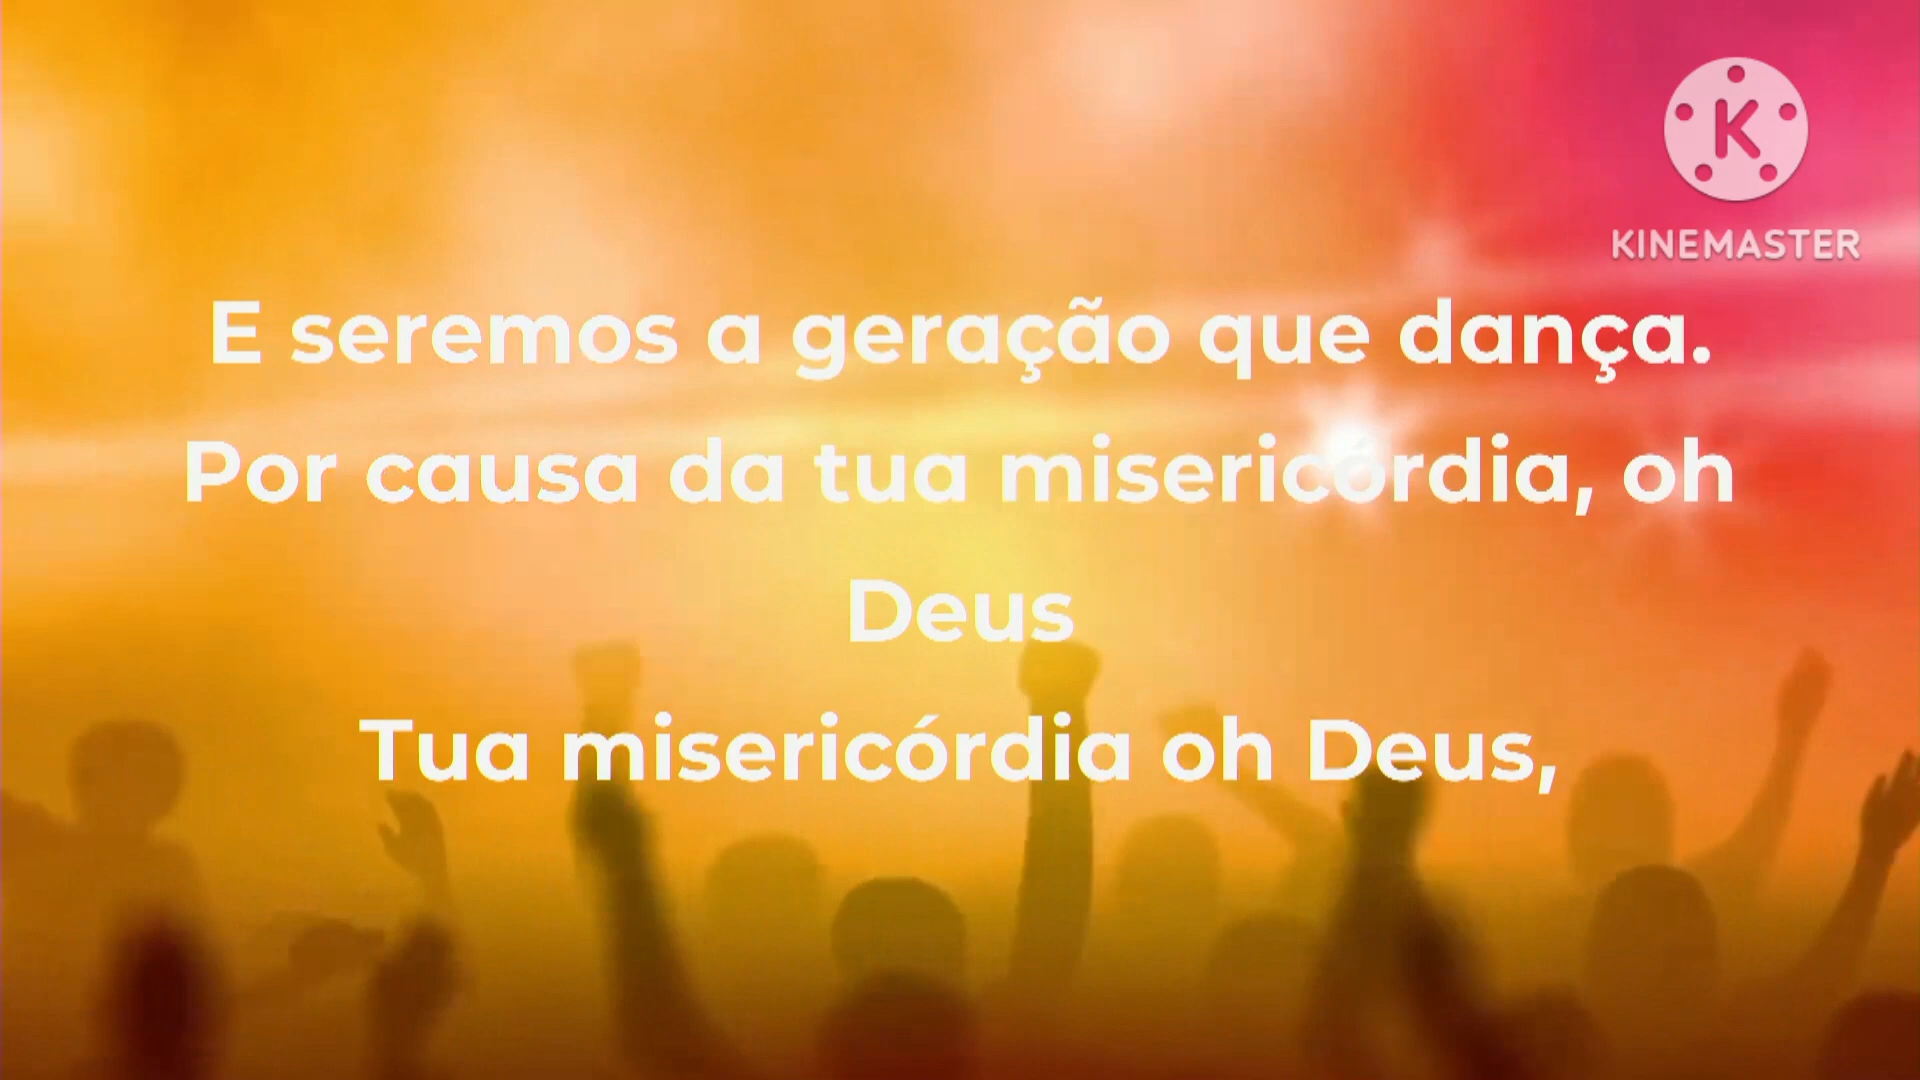 K
KINEMASTER
E seremos a geração que dança.
Por causa da tua misericórdia, oh
Deus
Tua misericórdia oh Deus,